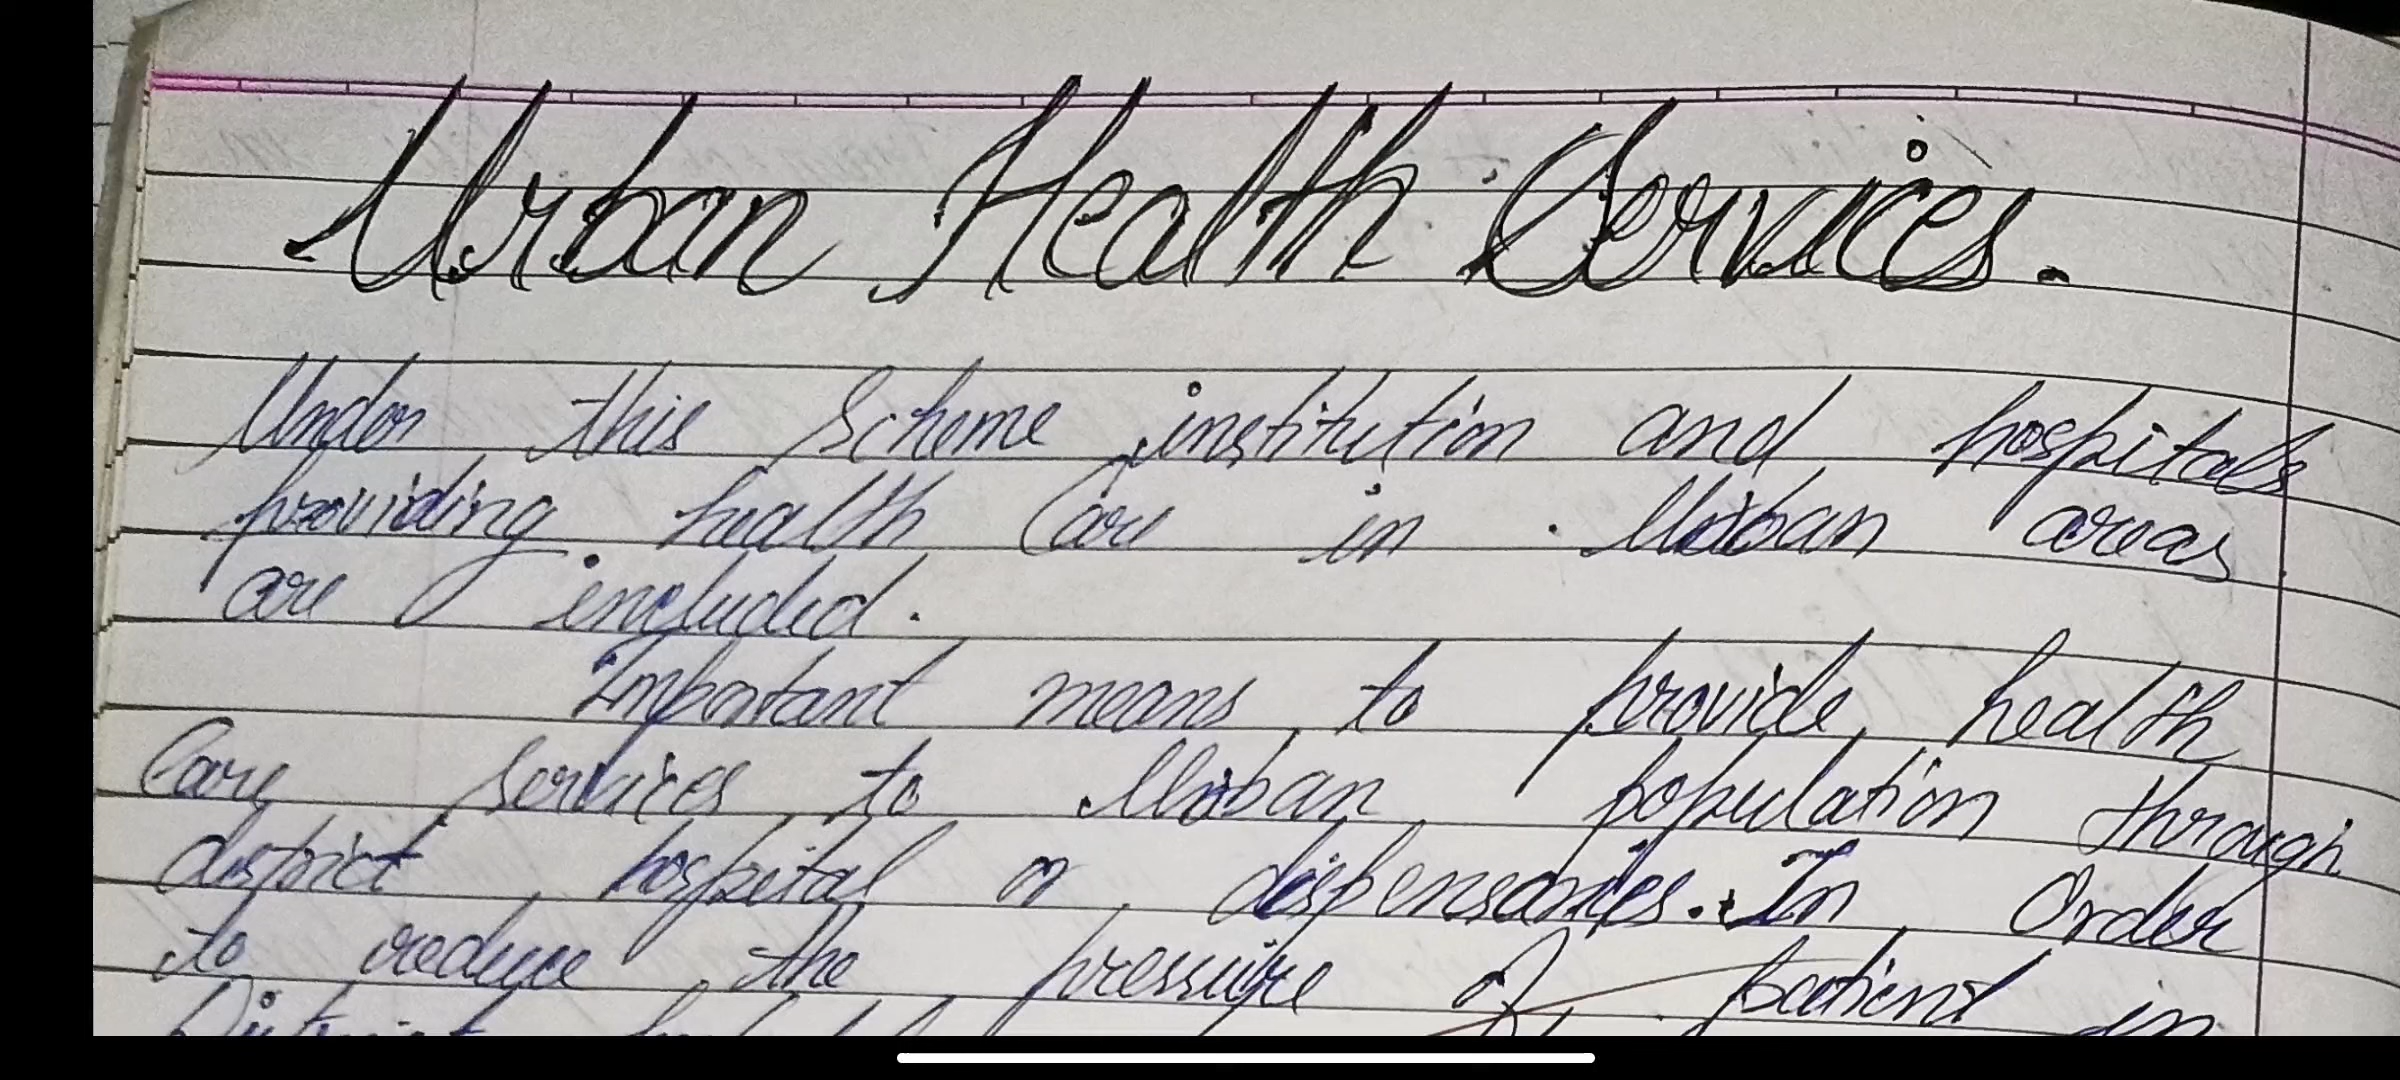 Urban Health Services.
Under this Scheme institution and hospitals
providing health Care in Urban areas
are included.
Important means to provide health
Care Services to Urban population through
district hospital or dispensaries. In Order
to reduce the pressure of patient in
District